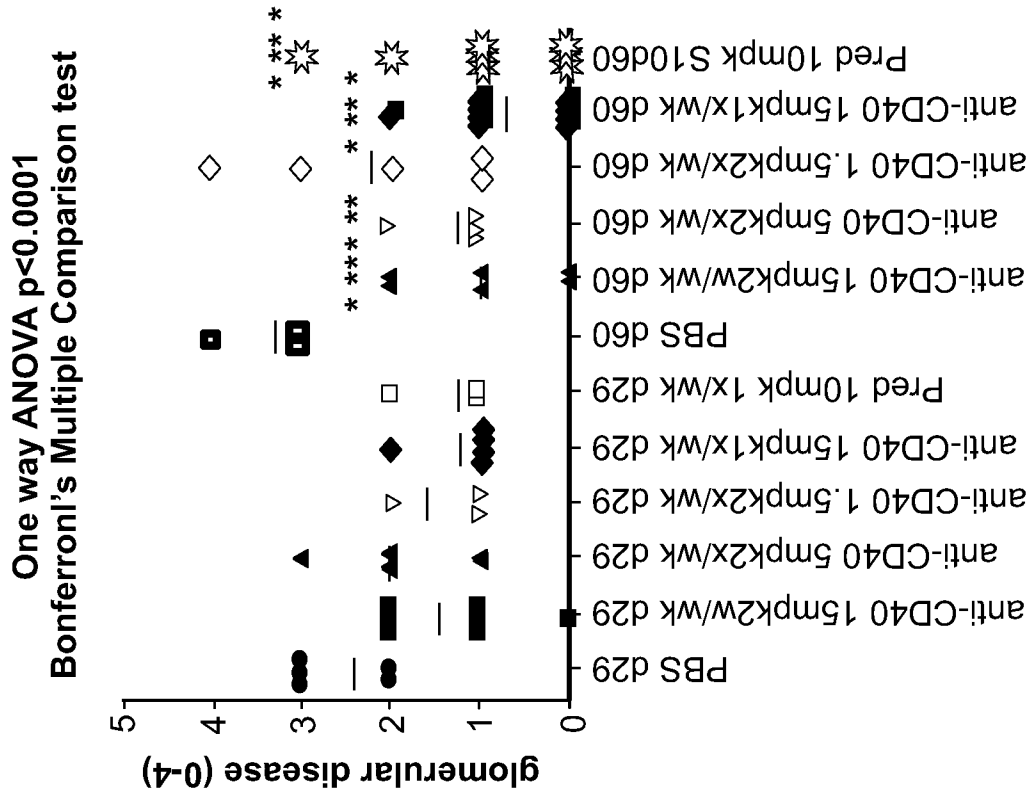 One way ANOVA p<0.0001
Bonferronl's Multiple Comparison test
glomerular disease (0-4)
5
4
3
2
1
0
PBS d29
anti-CD40 15mpk2w/wk d29
anti-CD40 5mpk2x/wk d29
anti-CD40 1.5mpk2x/wk d29
anti-CD40 15mpk1x/wk d29
Pred 10mpk 1x/wk d29
PBS d60
anti-CD40 15mpk2w/wk d60
anti-CD40 5mpk2x/wk d60
anti-CD40 1.5mpk2x/wk d60
anti-CD40 15mpk1x/wk d60
Pred 10mpk S10d60
****
***
**
****